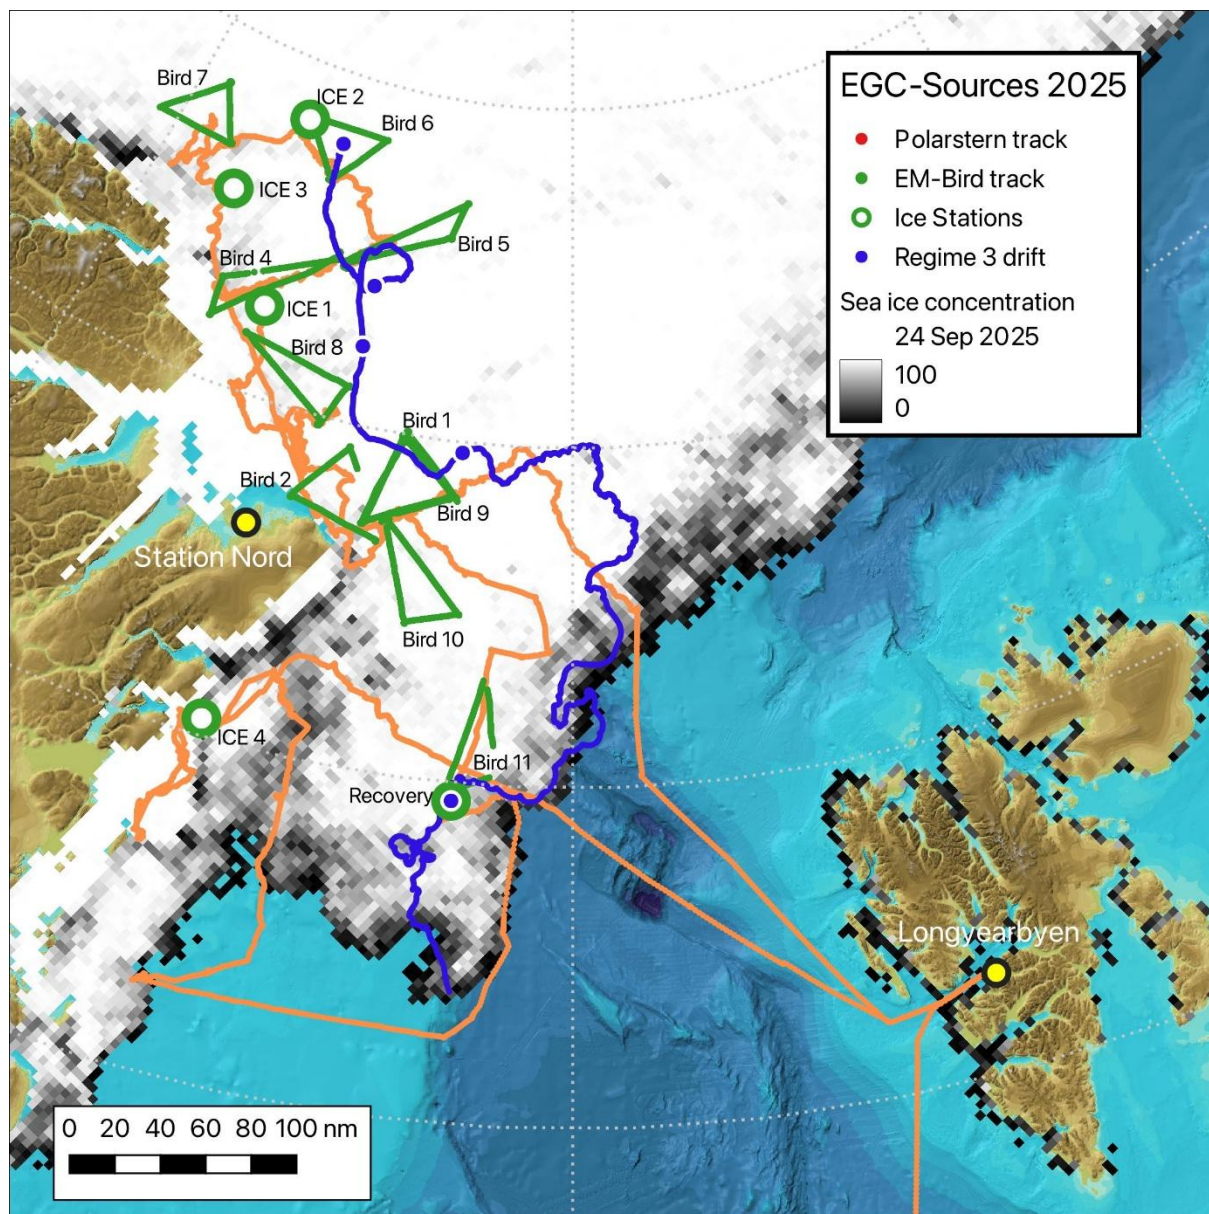 Bird 7
ICE 2
Bird 6
ICE 3
Bird 5
Bird 4
ICE 1
Bird 8
Bird 1
Bird 2
Bird 9
Station Nord
Bird 10
ICE 4
Bird 11
Recovery
Longyearbyen
EGC-Sources 2025
Polarstern track
EM-Bird track
Ice Stations
Regime 3 drift
Sea ice concentration
24 Sep 2025
100
0
0 20 40 60 80 100 nm